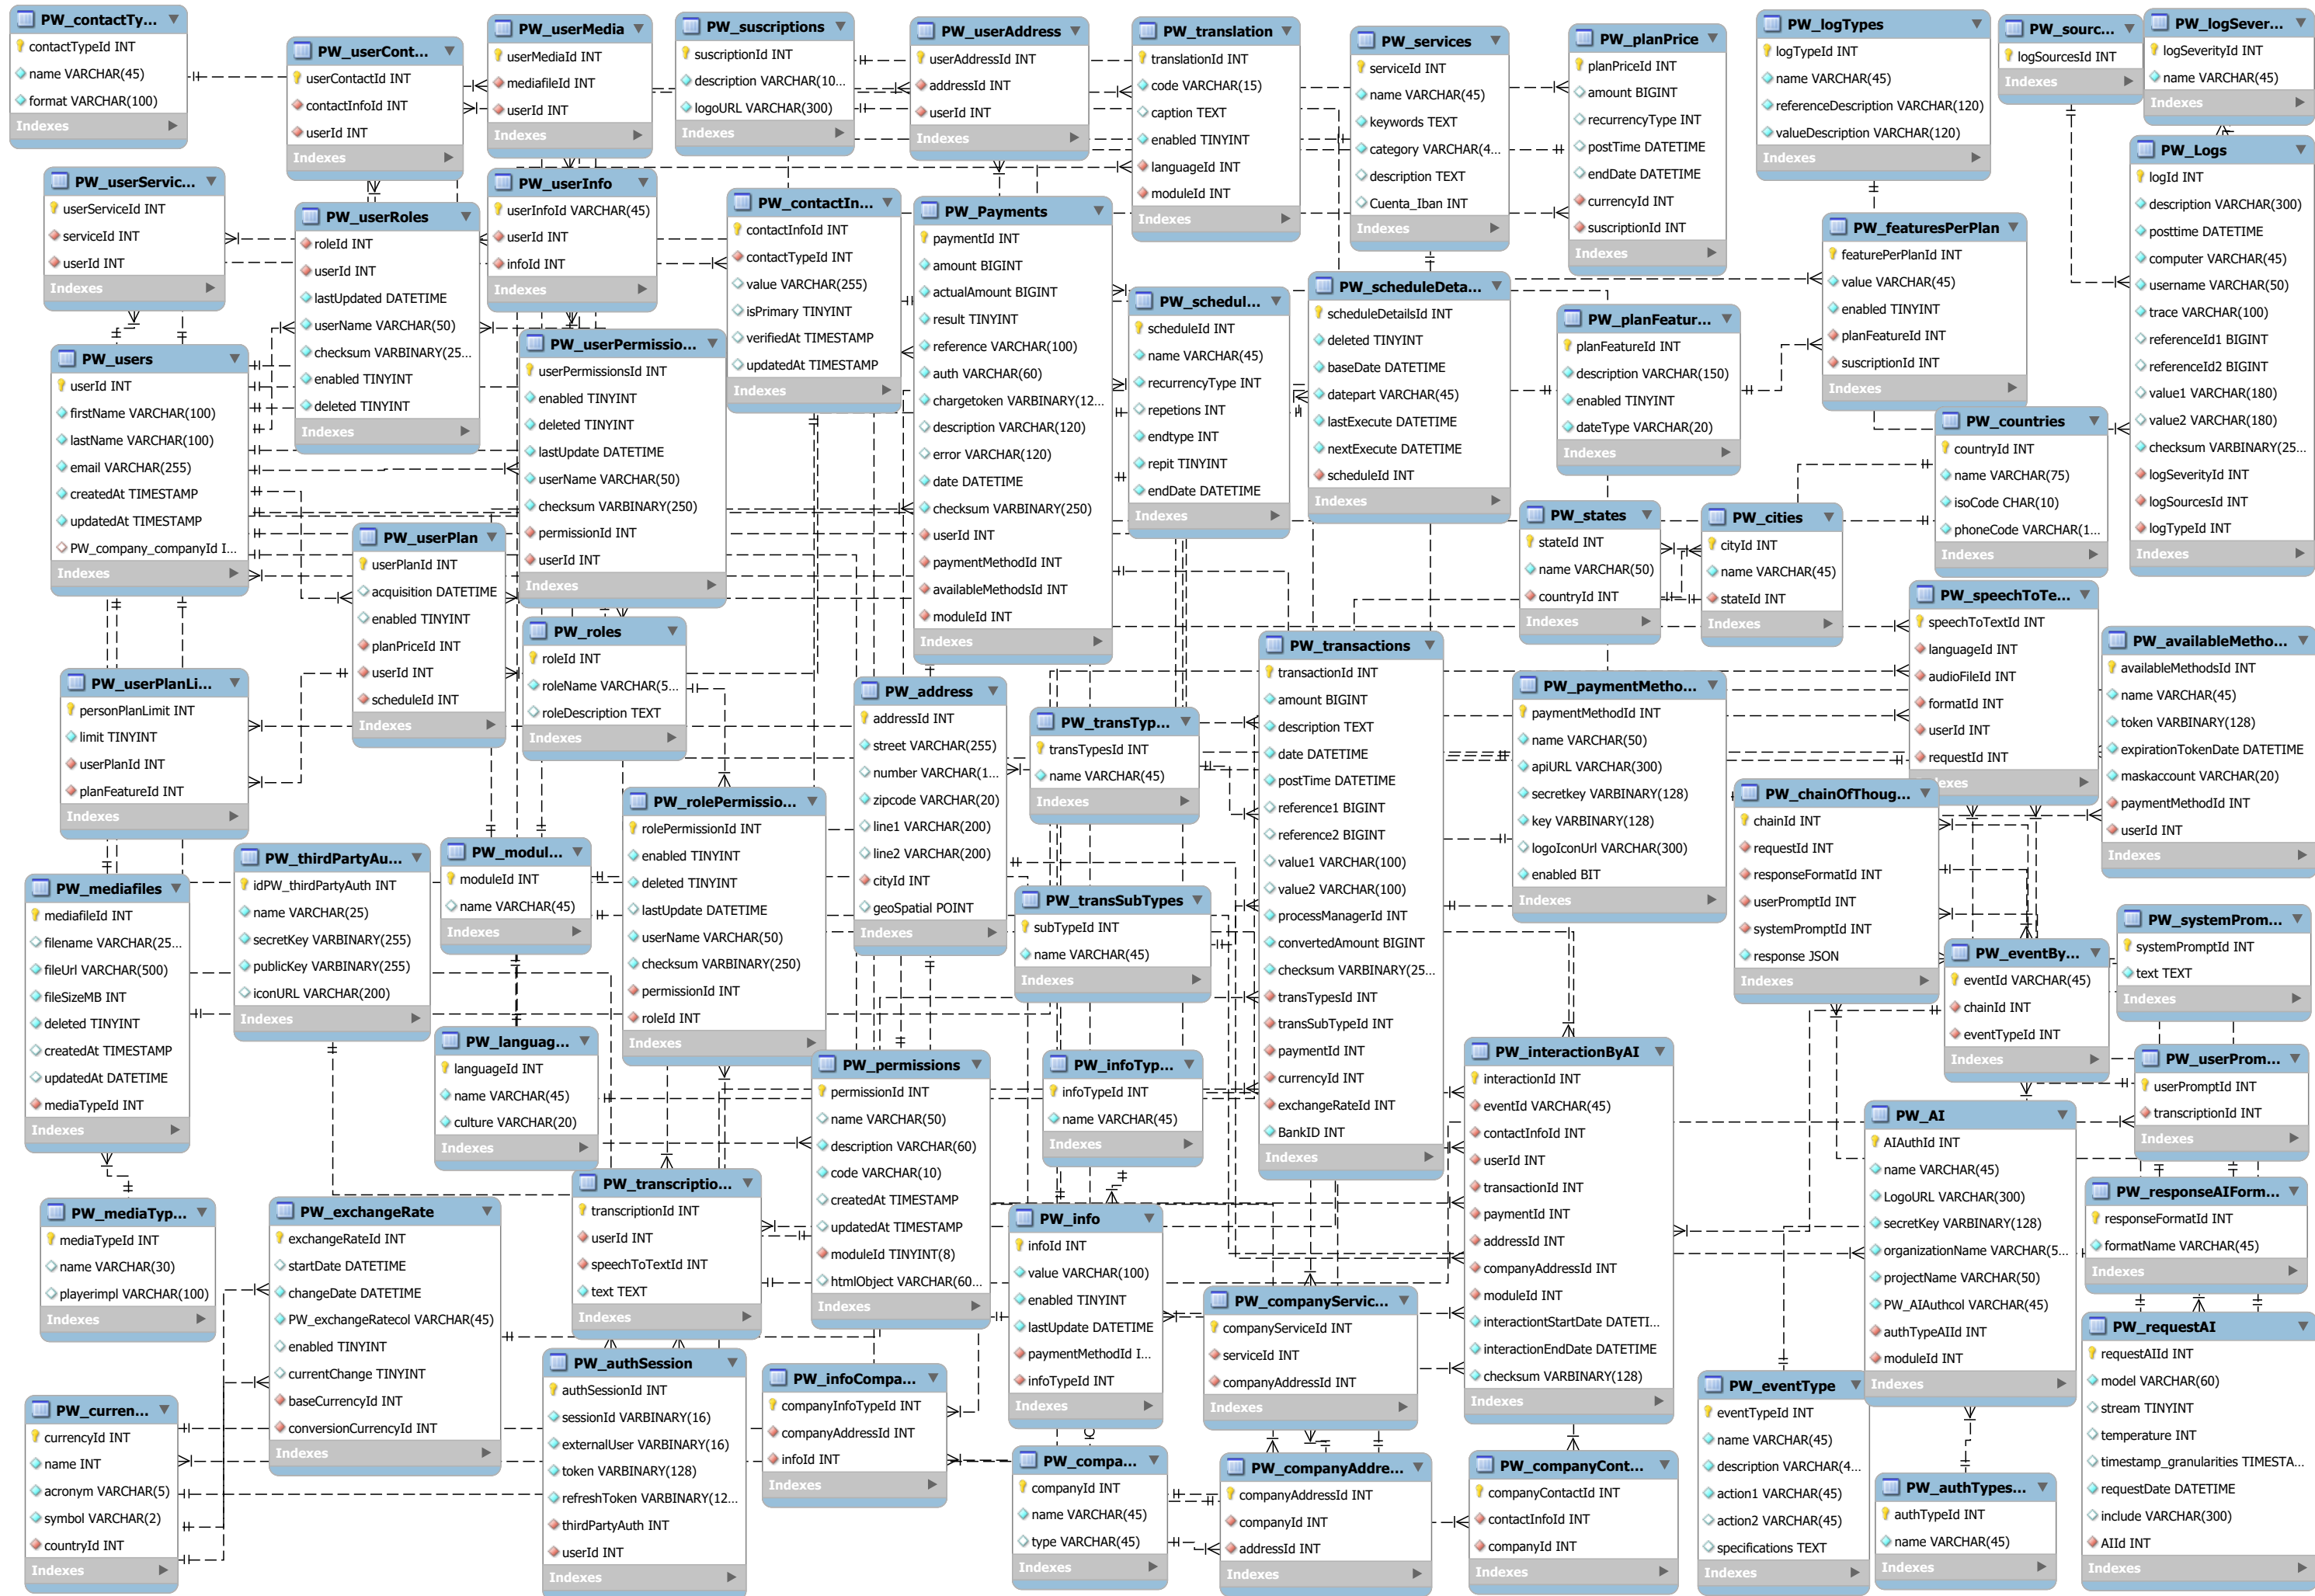 PW_contactTy...
contactTypeId INT
name VARCHAR(45)
format VARCHAR(100)
Indexes
PW_userCont...
userContactId INT
contactInfoId INT
userId INT
Indexes
PW_userMedia
userMediaId INT
mediafileId INT
userId INT
Indexes
PW_suscriptions
suscriptionId INT
description VARCHAR(10...
logoURL VARCHAR(300)
Indexes
PW_userAddress
userAddressId INT
addressId INT
userId INT
Indexes
PW_translation
translationId INT
code VARCHAR(15)
caption TEXT
enabled TINYINT
languageId INT
moduleId INT
Indexes
PW_services
serviceId INT
name VARCHAR(45)
keywords TEXT
category VARCHAR(4...
description TEXT
Cuenta_Iban INT
Indexes
PW_planPrice
planPriceId INT
amount BIGINT
recurrencyType INT
postTime DATETIME
endDate DATETIME
currencyId INT
suscriptionId INT
Indexes
PW_logTypes
logTypeId INT
name VARCHAR(45)
referenceDescription VARCHAR(120)
valueDescription VARCHAR(120)
Indexes
PW_sourc...
logSourcesId INT
Indexes
PW_logSever...
logSeverityId INT
name VARCHAR(45)
Indexes
PW_Logs
logId INT
description VARCHAR(300)
posttime DATETIME
computer VARCHAR(45)
username VARCHAR(50)
trace VARCHAR(100)
referenceId1 BIGINT
referenceId2 BIGINT
value1 VARCHAR(180)
value2 VARCHAR(180)
checksum VARBINARY(25...
logSeverityId INT
logSourcesId INT
logTypeId INT
Indexes
PW_userServic...
userServiceId INT
serviceId INT
userId INT
Indexes
PW_userRoles
roleId INT
userId INT
lastUpdated DATETIME
userName VARCHAR(50)
checksum VARBINARY(25...
enabled TINYINT
deleted TINYINT
Indexes
PW_userInfo
userInfoId VARCHAR(45)
userId INT
infoId INT
Indexes
PW_contactIn...
contactInfoId INT
contactTypeId INT
value VARCHAR(255)
isPrimary TINYINT
verifiedAt TIMESTAMP
updatedAt TIMESTAMP
Indexes
PW_Payments
paymentId INT
amount BIGINT
actualAmount BIGINT
result TINYINT
reference VARCHAR(100)
auth VARCHAR(60)
chargetoken VARBINARY(12...
description VARCHAR(120)
error VARCHAR(120)
date DATETIME
checksum VARBINARY(250)
userId INT
paymentMethodId INT
availableMethodsId INT
moduleId INT
Indexes
PW_schedul...
scheduleId INT
name VARCHAR(45)
recurrencyType INT
repetions INT
endtype INT
repit TINYINT
endDate DATETIME
Indexes
PW_scheduleDeta...
scheduleDetailsId INT
deleted TINYINT
baseDate DATETIME
datepart VARCHAR(45)
lastExecute DATETIME
nextExecute DATETIME
scheduleId INT
Indexes
PW_planFeatur...
planFeatureId INT
description VARCHAR(150)
enabled TINYINT
dateType VARCHAR(20)
Indexes
PW_featuresPerPlan
featurePerPlanId INT
value VARCHAR(45)
enabled TINYINT
planFeatureId INT
suscriptionId INT
Indexes
PW_countries
countryId INT
name VARCHAR(75)
isoCode CHAR(10)
phoneCode VARCHAR(1...
Indexes
PW_users
userId INT
firstName VARCHAR(100)
lastName VARCHAR(100)
email VARCHAR(255)
createdAt TIMESTAMP
updatedAt TIMESTAMP
PW_company_companyId I...
Indexes
PW_userPermissio...
userPermissionsId INT
enabled TINYINT
deleted TINYINT
lastUpdate DATETIME
userName VARCHAR(50)
checksum VARBINARY(250)
permissionId INT
userId INT
Indexes
PW_userPlan
userPlanId INT
acquisition DATETIME
enabled TINYINT
planPriceId INT
userId INT
scheduleId INT
Indexes
PW_states
stateId INT
name VARCHAR(50)
countryId INT
Indexes
PW_cities
cityId INT
name VARCHAR(45)
stateId INT
Indexes
PW_speechToTe...
speechToTextId INT
languageId INT
audioFileId INT
formatId INT
userId INT
requestId INT
exes
PW_availableMetho...
availableMethodsId INT
name VARCHAR(45)
token VARBINARY(128)
expirationTokenDate DATETIME
maskaccount VARCHAR(20)
paymentMethodId INT
userId INT
Indexes
PW_userPlanLi...
personPlanLimit INT
limit TINYINT
userPlanId INT
planFeatureId INT
Indexes
PW_roles
roleId INT
roleName VARCHAR(5...
roleDescription TEXT
Indexes
PW_address
addressId INT
street VARCHAR(255)
number VARCHAR(1...
zipcode VARCHAR(20)
line1 VARCHAR(200)
line2 VARCHAR(200)
cityId INT
geoSpatial POINT
Indexes
PW_transTyp...
transTypesId INT
name VARCHAR(45)
Indexes
PW_transactions
transactionId INT
amount BIGINT
description TEXT
date DATETIME
postTime DATETIME
reference1 BIGINT
reference2 BIGINT
value1 VARCHAR(100)
value2 VARCHAR(100)
processManagerId INT
convertedAmount BIGINT
checksum VARBINARY(25...
transTypesId INT
transSubTypeId INT
paymentId INT
currencyId INT
exchangeRateId INT
BankID INT
Indexes
PW_paymentMetho...
paymentMethodId INT
name VARCHAR(50)
apiURL VARCHAR(300)
secretkey VARBINARY(128)
key VARBINARY(128)
logoIconUrl VARCHAR(300)
enabled BIT
Indexes
PW_chainOfThoug...
chainId INT
requestId INT
responseFormatId INT
userPromptId INT
systemPromptId INT
response JSON
Indexes
PW_rolePermissio...
rolePermissionId INT
enabled TINYINT
deleted TINYINT
lastUpdate DATETIME
userName VARCHAR(50)
checksum VARBINARY(250)
permissionId INT
roleId INT
Indexes
PW_modul...
moduleId INT
name VARCHAR(45)
Indexes
PW_thirdPartyAu...
idPW_thirdPartyAuth INT
name VARCHAR(25)
secretKey VARBINARY(255)
publicKey VARBINARY(255)
iconURL VARCHAR(200)
Indexes
PW_mediafiles
mediafileId INT
filename VARCHAR(25...
fileUrl VARCHAR(500)
fileSizeMB INT
deleted TINYINT
createdAt TIMESTAMP
updatedAt DATETIME
mediaTypeId INT
Indexes
PW_transSubTypes
subTypeId INT
name VARCHAR(45)
Indexes
PW_systemProm...
systemPromptId INT
text TEXT
Indexes
PW_eventBy...
eventId VARCHAR(45)
chainId INT
eventTypeId INT
Indexes
PW_languag...
languageId INT
name VARCHAR(45)
culture VARCHAR(20)
Indexes
PW_permissions
permissionId INT
name VARCHAR(50)
description VARCHAR(60)
code VARCHAR(10)
createdAt TIMESTAMP
updatedAt TIMESTAMP
moduleId TINYINT(8)
htmlObject VARCHAR(60...
Indexes
PW_infoTyp...
infoTypeId INT
name VARCHAR(45)
Indexes
PW_interactionByAI
interactionId INT
eventId VARCHAR(45)
contactInfoId INT
userId INT
transactionId INT
paymentId INT
addressId INT
companyAddressId INT
moduleId INT
interactiontStartDate DATETI...
interactionEndDate DATETIME
checksum VARBINARY(128)
Indexes
PW_userProm...
userPromptId INT
transcriptionId INT
Indexes
PW_AI
AIAuthId INT
name VARCHAR(45)
LogoURL VARCHAR(300)
secretKey VARBINARY(128)
organizationName VARCHAR(5...
projectName VARCHAR(50)
PW_AIAuthcol VARCHAR(45)
authTypeAIId INT
moduleId INT
Indexes
PW_responseAIForm...
responseFormatId INT
formatName VARCHAR(45)
Indexes
PW_mediaTyp...
mediaTypeId INT
name VARCHAR(30)
playerimpl VARCHAR(100)
Indexes
PW_exchangeRate
exchangeRateId INT
startDate DATETIME
changeDate DATETIME
PW_exchangeRatecol VARCHAR(45)
enabled TINYINT
currentChange TINYINT
baseCurrencyId INT
conversionCurrencyId INT
Indexes
PW_transcriptio...
transcriptionId INT
userId INT
speechToTextId INT
text TEXT
Indexes
PW_info
infoId INT
value VARCHAR(100)
enabled TINYINT
lastUpdate DATETIME
paymentMethodId I...
infoTypeId INT
Indexes
PW_companyServic...
companyServiceId INT
serviceId INT
companyAddressId INT
Indexes
PW_requestAI
requestAIId INT
model VARCHAR(60)
stream TINYINT
temperature INT
timestamp_granularities TIMESTA...
requestDate DATETIME
include VARCHAR(300)
AIId INT
Indexes
PW_authSession
authSessionId INT
sessionId VARBINARY(16)
externalUser VARBINARY(16)
token VARBINARY(128)
refreshToken VARBINARY(12...
thirdPartyAuth INT
userId INT
Indexes
PW_infoCompa...
companyInfoTypeId INT
companyAddressId INT
infoId INT
Indexes
PW_eventType
eventTypeId INT
name VARCHAR(45)
description VARCHAR(4...
action1 VARCHAR(45)
action2 VARCHAR(45)
specifications TEXT
Indexes
PW_curren...
currencyId INT
name INT
acronym VARCHAR(5)
symbol VARCHAR(2)
countryId INT
Indexes
PW_compa...
companyId INT
name VARCHAR(45)
type VARCHAR(45)
Indexes
PW_companyAddre...
companyAddressId INT
companyId INT
addressId INT
Indexes
PW_companyCont...
companyContactId INT
contactInfoId INT
companyId INT
Indexes
PW_authTypes...
authTypeId INT
name VARCHAR(45)
Indexes